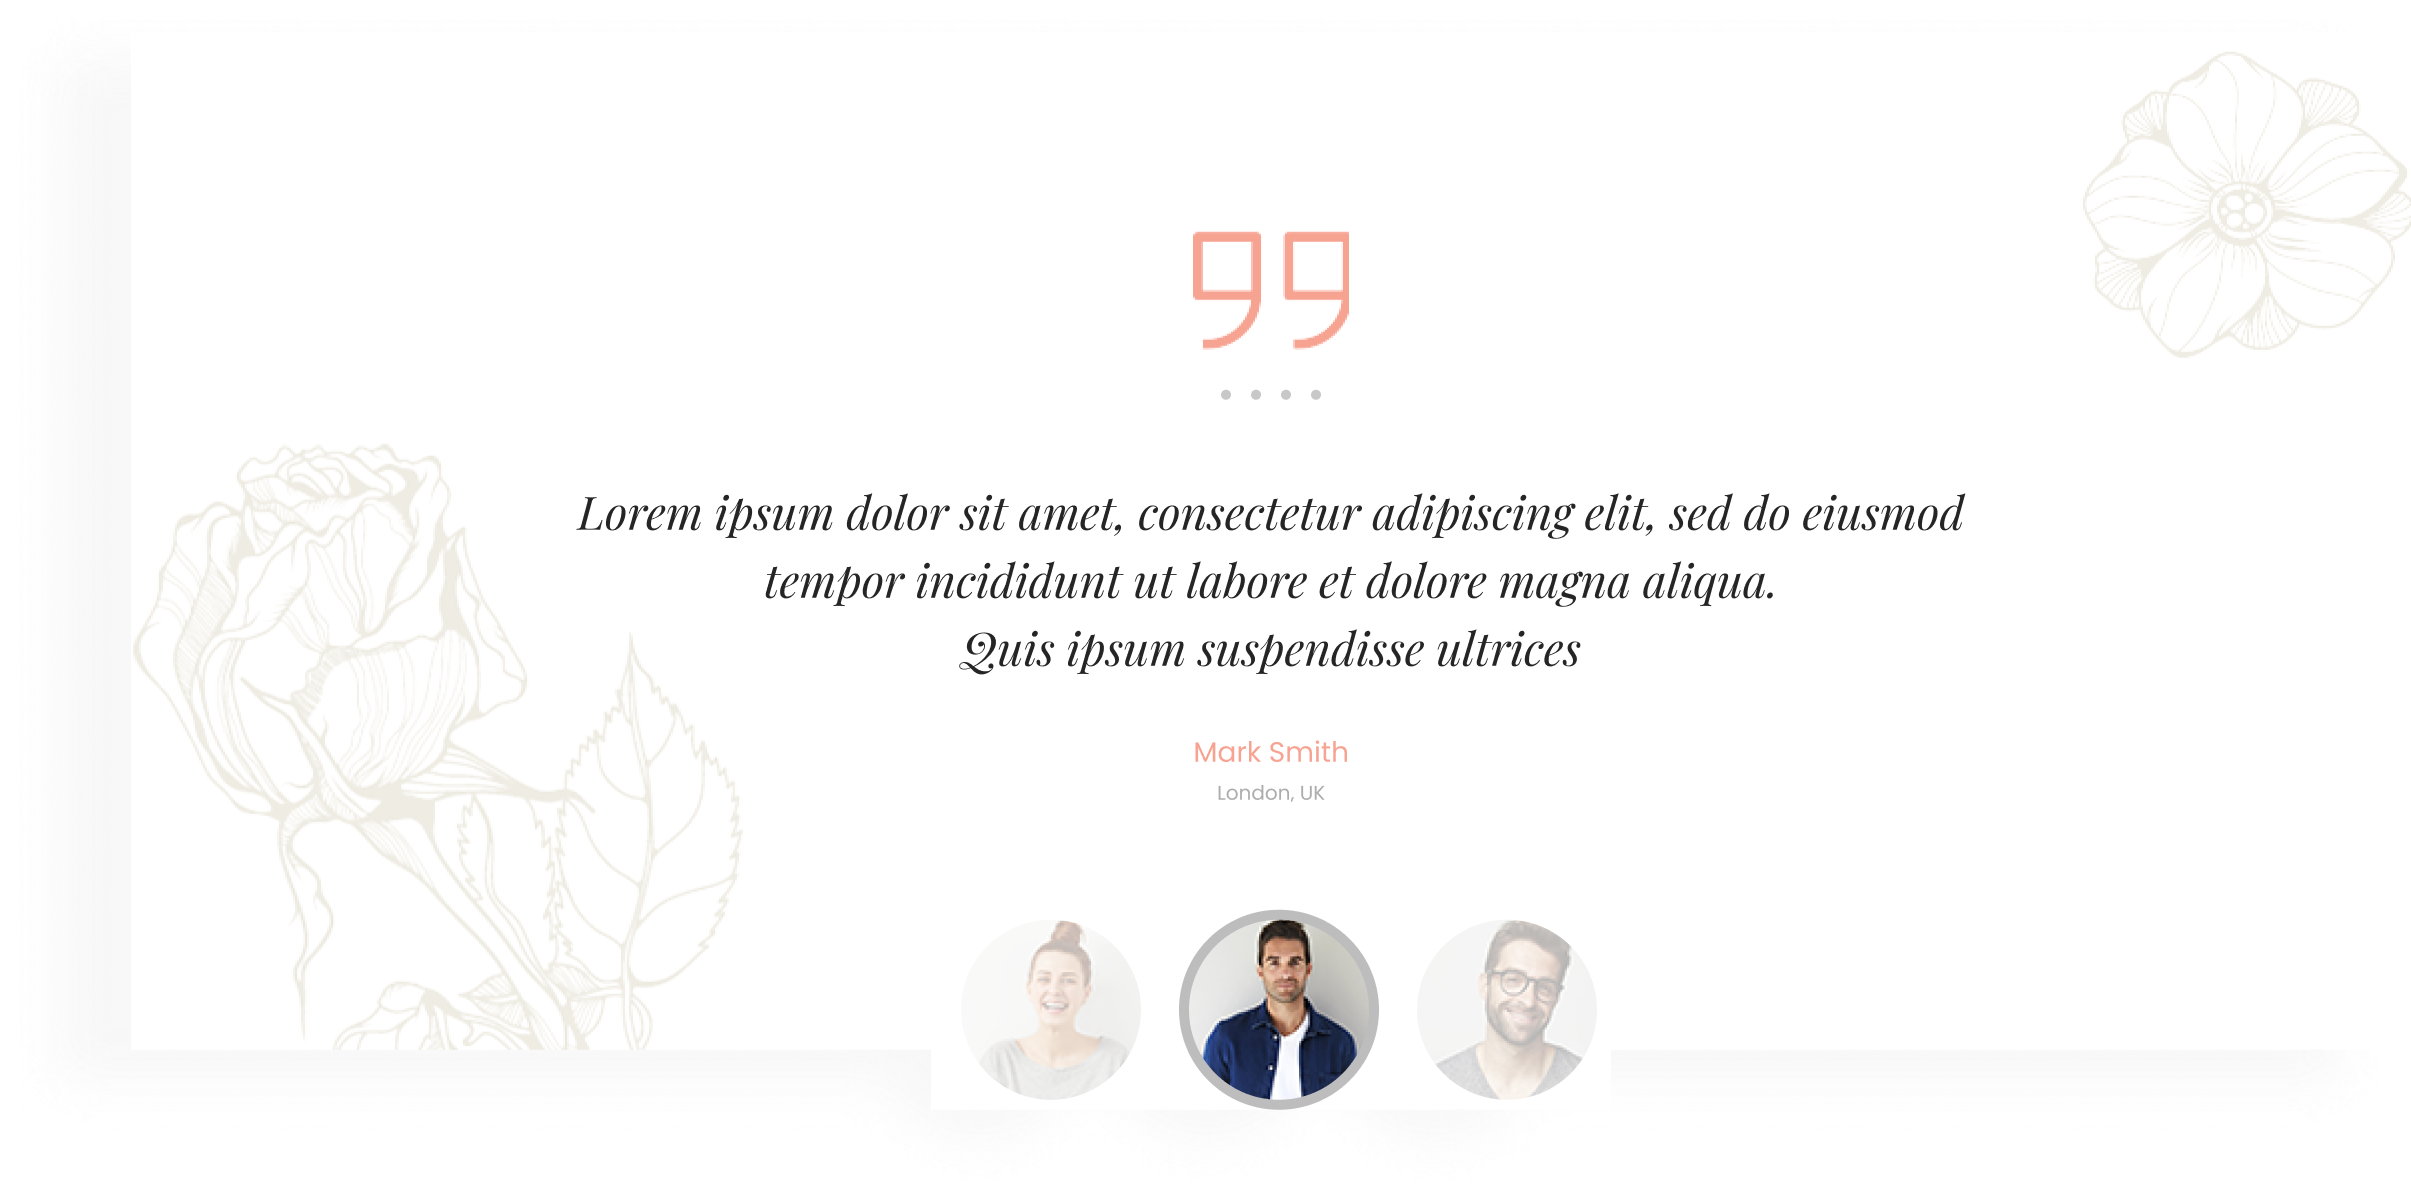 Lorem ipsum dolor sit amet, consectetur adipiscing elit, sed do eiusmod
tempor incididunt ut labore et dolore magna aliqua.
Quis ipsum suspendisse ultrices
Mark Smith
London, UK